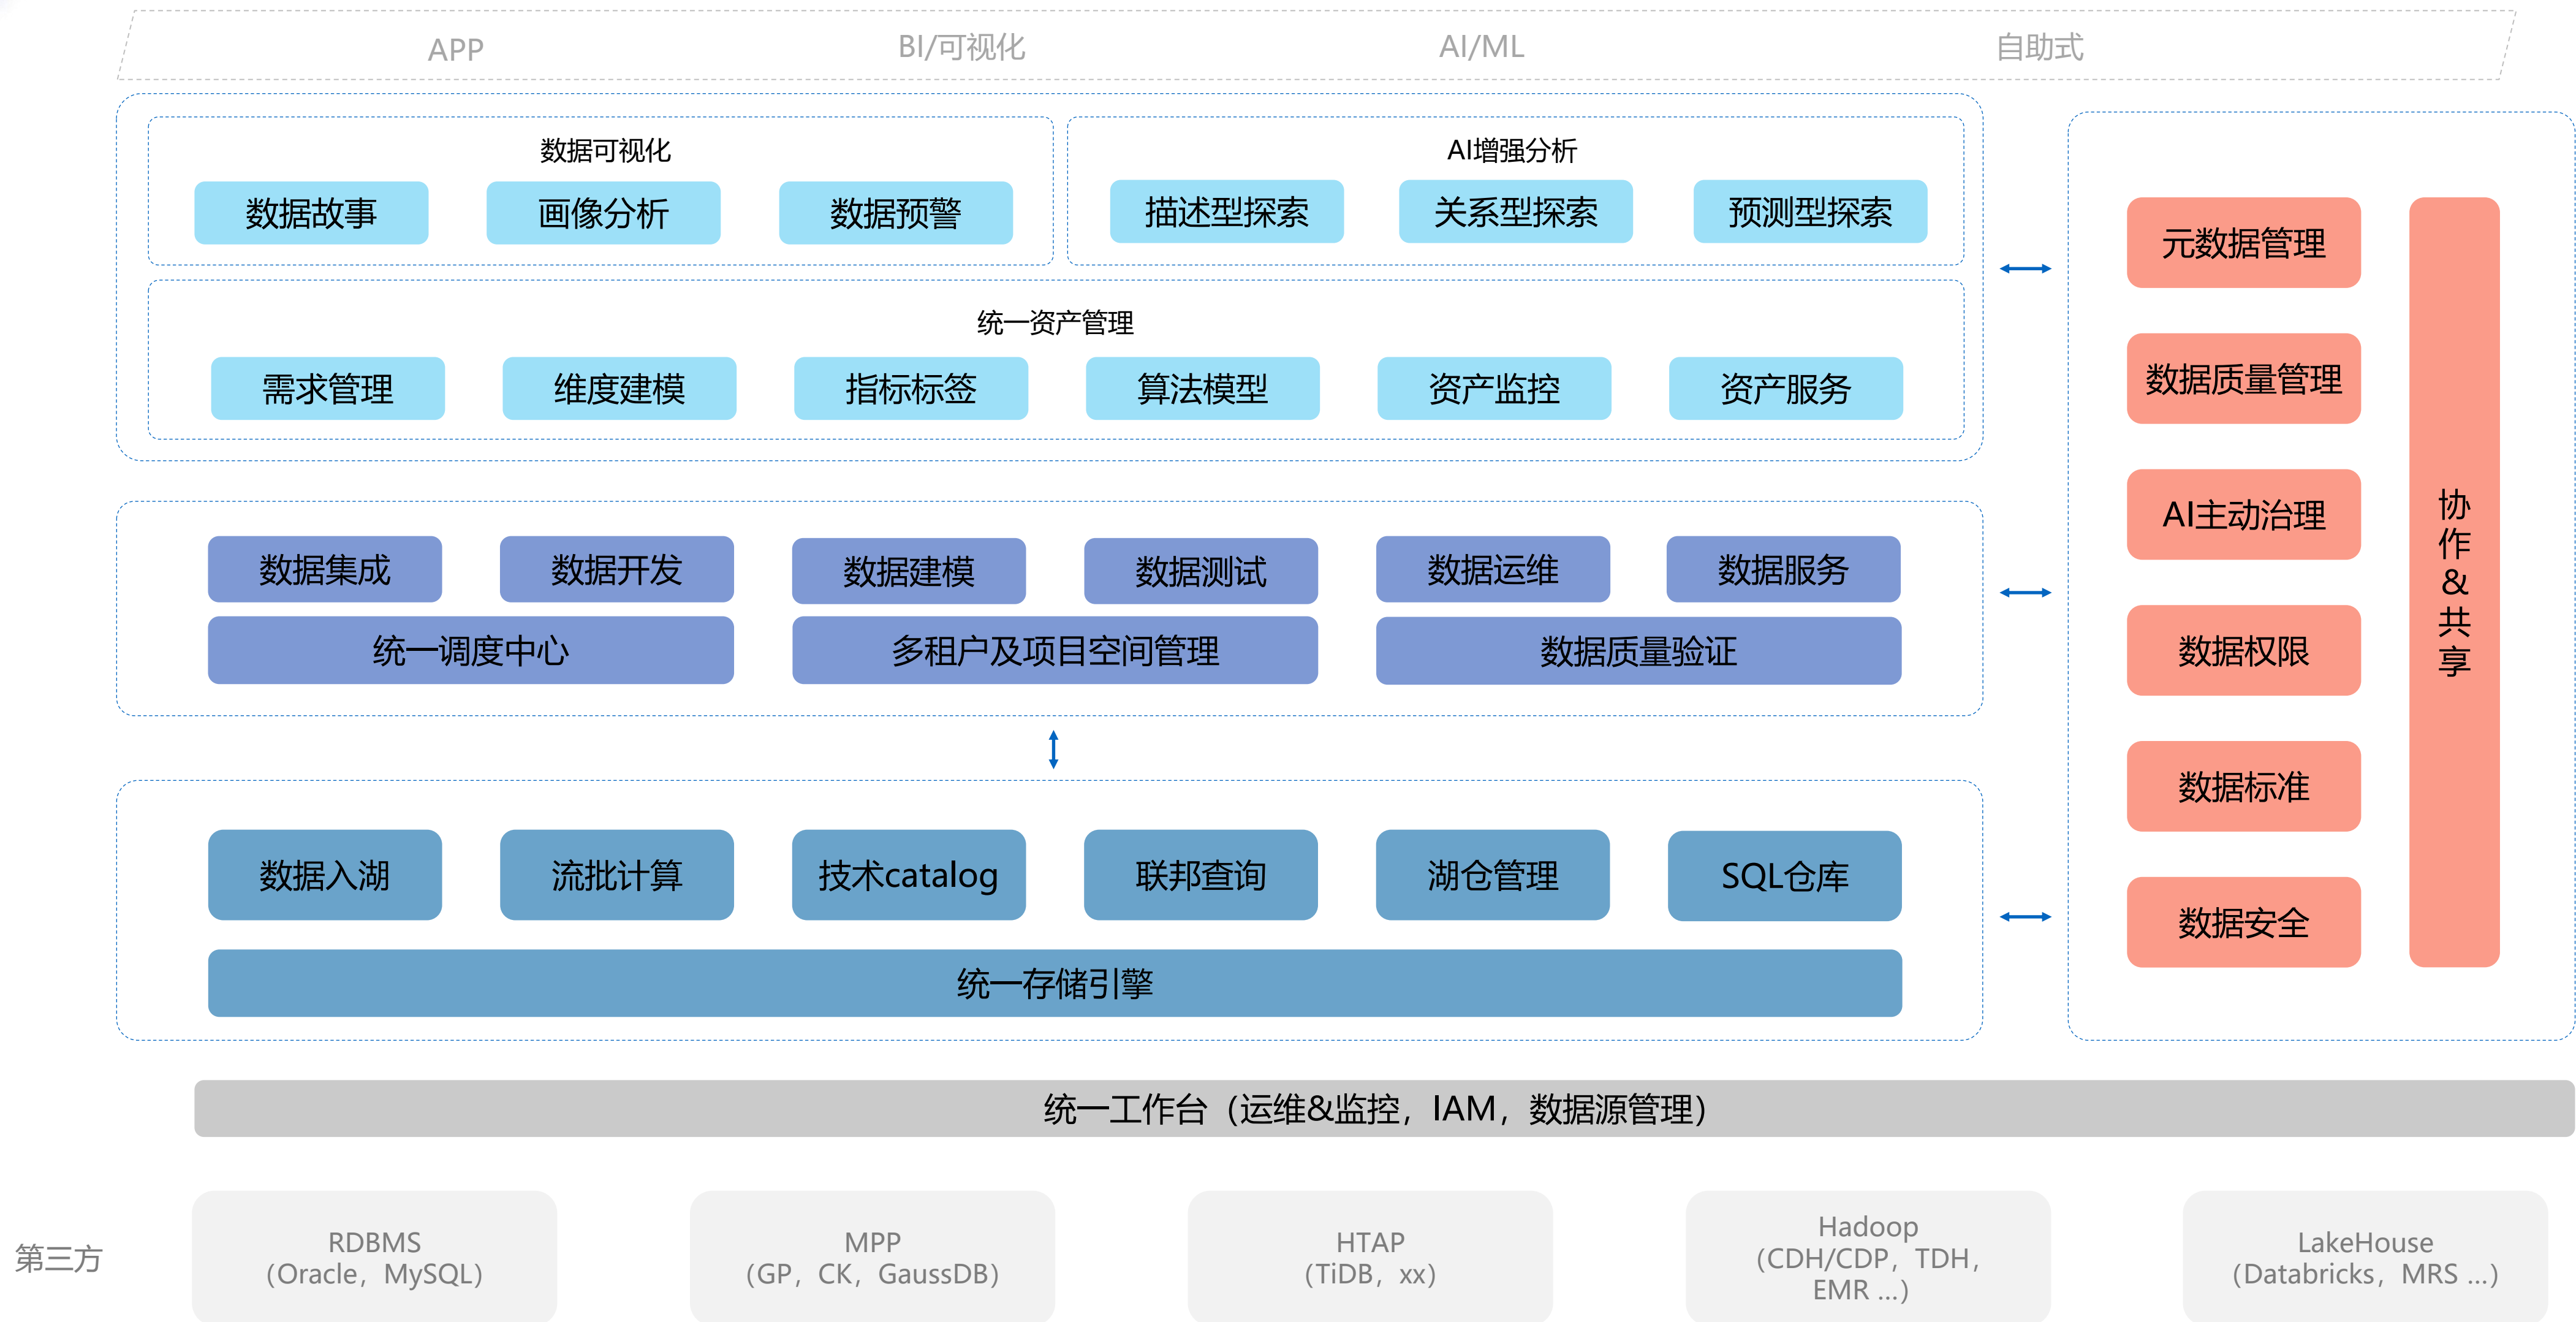 APP
BI/可视化
AI/ML
自助式
数据可视化
数据故事
画像分析
数据预警
AI增强分析
描述型探索
关系型探索
预测型探索
统一资产管理
需求管理
维度建模
指标标签
算法模型
资产监控
资产服务
数据集成
数据开发
数据建模
数据测试
数据运维
数据服务
统一调度中心
多租户及项目空间管理
数据质量验证
数据入湖
流批计算
技术catalog
联邦查询
湖仓管理
SQL仓库
统一存储引擎
元数据管理
数据质量管理
AI主动治理
数据权限
数据标准
数据安全
协
作
&
共
享
统一工作台（运维&监控，IAM，数据源管理）
第三方
RDBMS
（Oracle，MySQL）
MPP
（GP，CK，GaussDB）
HTAP
（TiDB，xx）
Hadoop
（CDH/CDP，TDH，
EMR ...）
LakeHouse
（Databricks，MRS ...）